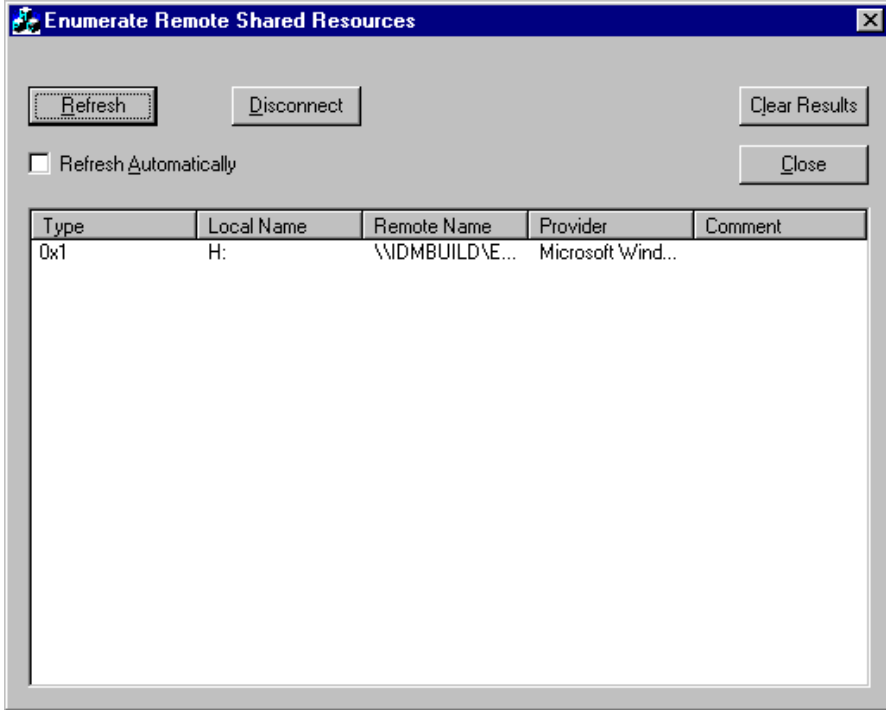 Enumerate Remote Shared Resources
Refresh Disconnect Clear Results
Refresh Automatically Close
Type Local Name Remote Name Provider Comment
0x1 H: \\IDMBUILD\E... Microsoft Wind...